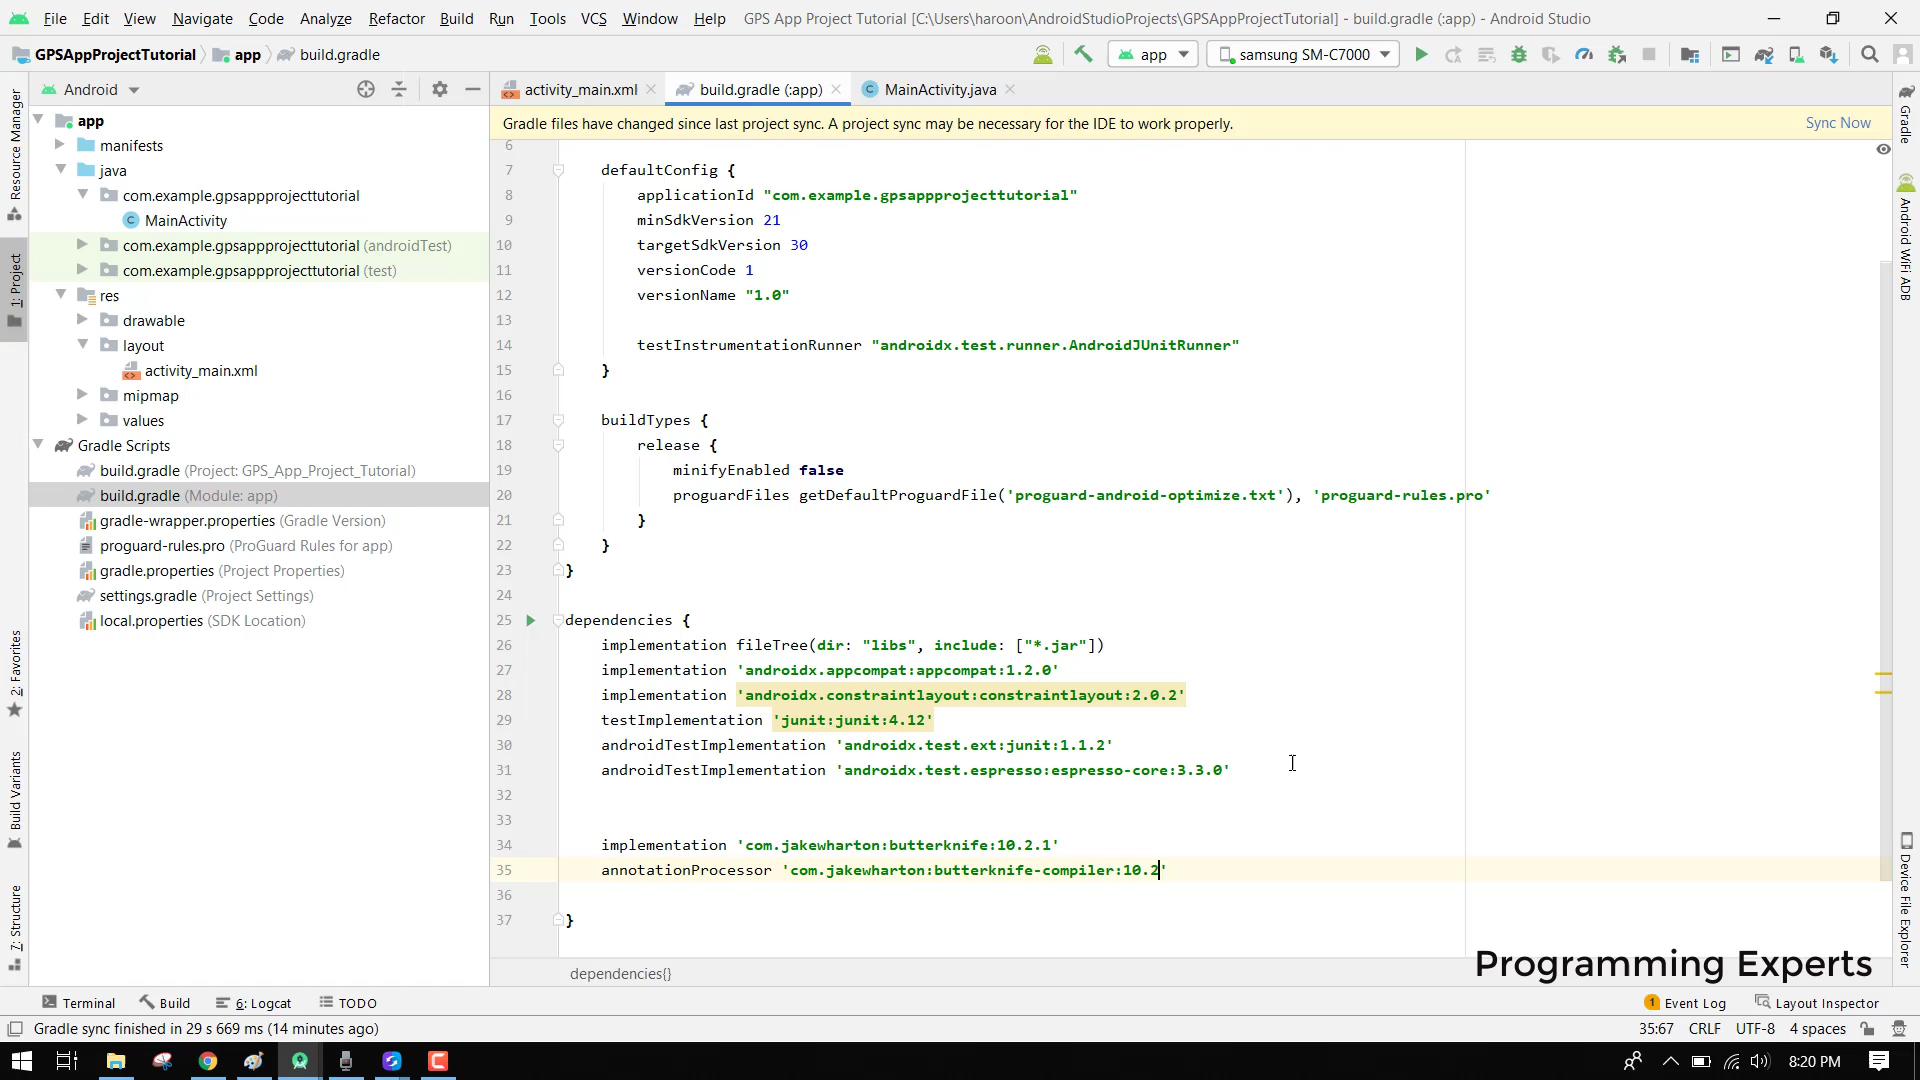 File Edit View Navigate Code Analyze Refactor Build Run Tools VCS Window Help GPS App Project Tutorial [C:\Users\haroon\AndroidStudioProjects\GPSAppProjectTutorial] - build.gradle (:app) - Android Studio
GPSAppProjectTutorial app build.gradle app samsung SM-C7000
Android
activity_main.xml build.gradle (:app) MainActivity.java
Gradle files have changed since last project sync. A project sync may be necessary for the IDE to work properly. Sync Now
Resource Manager
1: Project
2: Favorites
Build Variants
7: Structure
app
manifests
java
com.example.gpsappprojecttutorial
MainActivity
com.example.gpsappprojecttutorial (androidTest)
com.example.gpsappprojecttutorial (test)
res
drawable
layout
activity_main.xml
mipmap
values
Gradle Scripts
build.gradle (Project: GPS_App_Project_Tutorial)
build.gradle (Module: app)
gradle-wrapper.properties (Gradle Version)
proguard-rules.pro (ProGuard Rules for app)
gradle.properties (Project Properties)
settings.gradle (Project Settings)
local.properties (SDK Location)
6
7 defaultConfig {
8 applicationId "com.example.gpsappprojecttutorial"
9 minSdkVersion 21
10 targetSdkVersion 30
11 versionCode 1
12 versionName "1.0"
13
14 testInstrumentationRunner "androidx.test.runner.AndroidJUnitRunner"
15 }
16
17 buildTypes {
18 release {
19 minifyEnabled false
20 proguardFiles getDefaultProguardFile('proguard-android-optimize.txt'), 'proguard-rules.pro'
21 }
22 }
23 }
24
25 dependencies {
26 implementation fileTree(dir: "libs", include: ["*.jar"])
27 implementation 'androidx.appcompat:appcompat:1.2.0'
28 implementation 'androidx.constraintlayout:constraintlayout:2.0.2'
29 testImplementation 'junit:junit:4.12'
30 androidTestImplementation 'androidx.test.ext:junit:1.1.2'
31 androidTestImplementation 'androidx.test.espresso:espresso-core:3.3.0'
32
33
34 implementation 'com.jakewharton:butterknife:10.2.1'
35 annotationProcessor 'com.jakewharton:butterknife-compiler:10.2'
36
37 }
dependencies{}
Gradle
Android WiFi ADB
Device File Explorer
Programming Experts
Terminal Build 6: Logcat TODO 1 Event Log Layout Inspector
Gradle sync finished in 29 s 669 ms (14 minutes ago) 35:67 CRLF UTF-8 4 spaces
8:20 PM